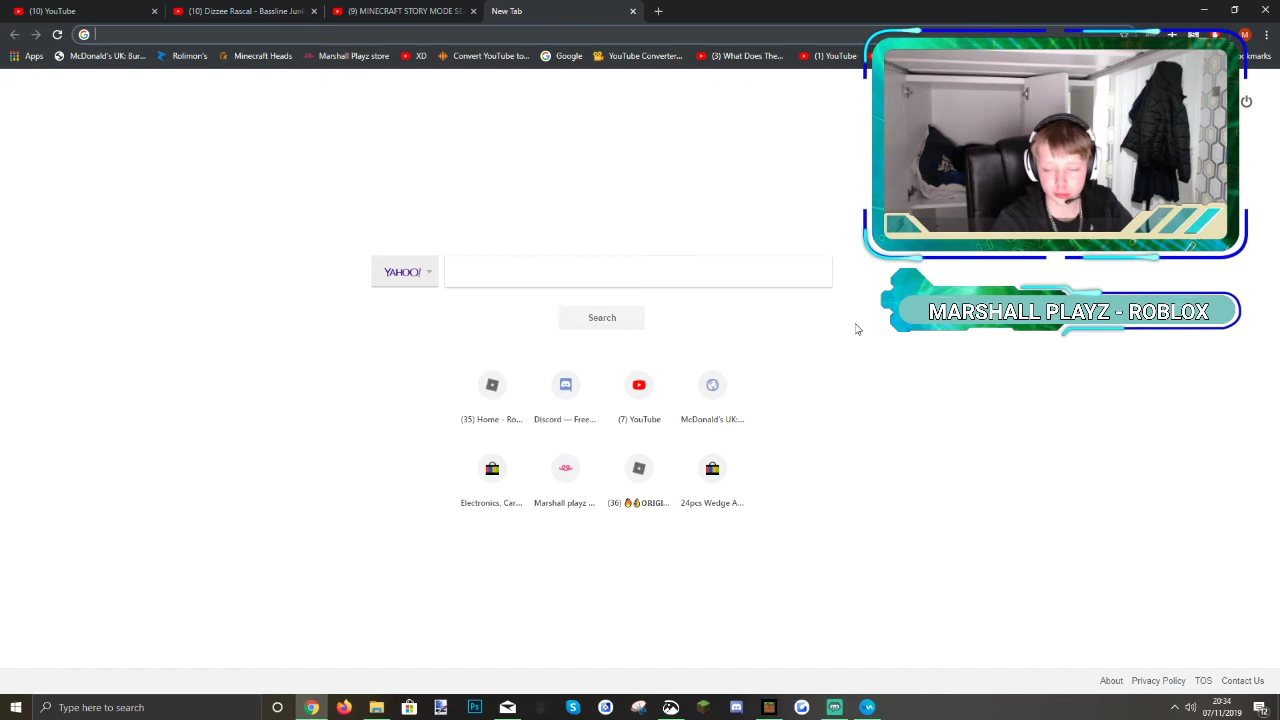 (10) YouTube
(10) Dizzee Rascal - Bassline Junk
(9) MINECRAFT STORY MODE SE
New Tab
Apps
McDonald's UK: Bur...
Rolimon's
Minecraft Heads
Marshall Playz store
Convert YouTube to...
Google
YouTube Converter...
(3) What Does The...
(1) YouTube
okmarks
M
YAHOO!
Search
MARSHALL PLAYZ - ROBLOX
(35) Home - Ro...
Discord — Free...
(7) YouTube
McDonald's UK:...
Electronics, Car...
Marshall playz ...
(36) 🔥🍐ORIGI...
24pcs Wedge A...
About
Privacy Policy
TOS
Contact Us
Type here to search
20:34
07/11/2019